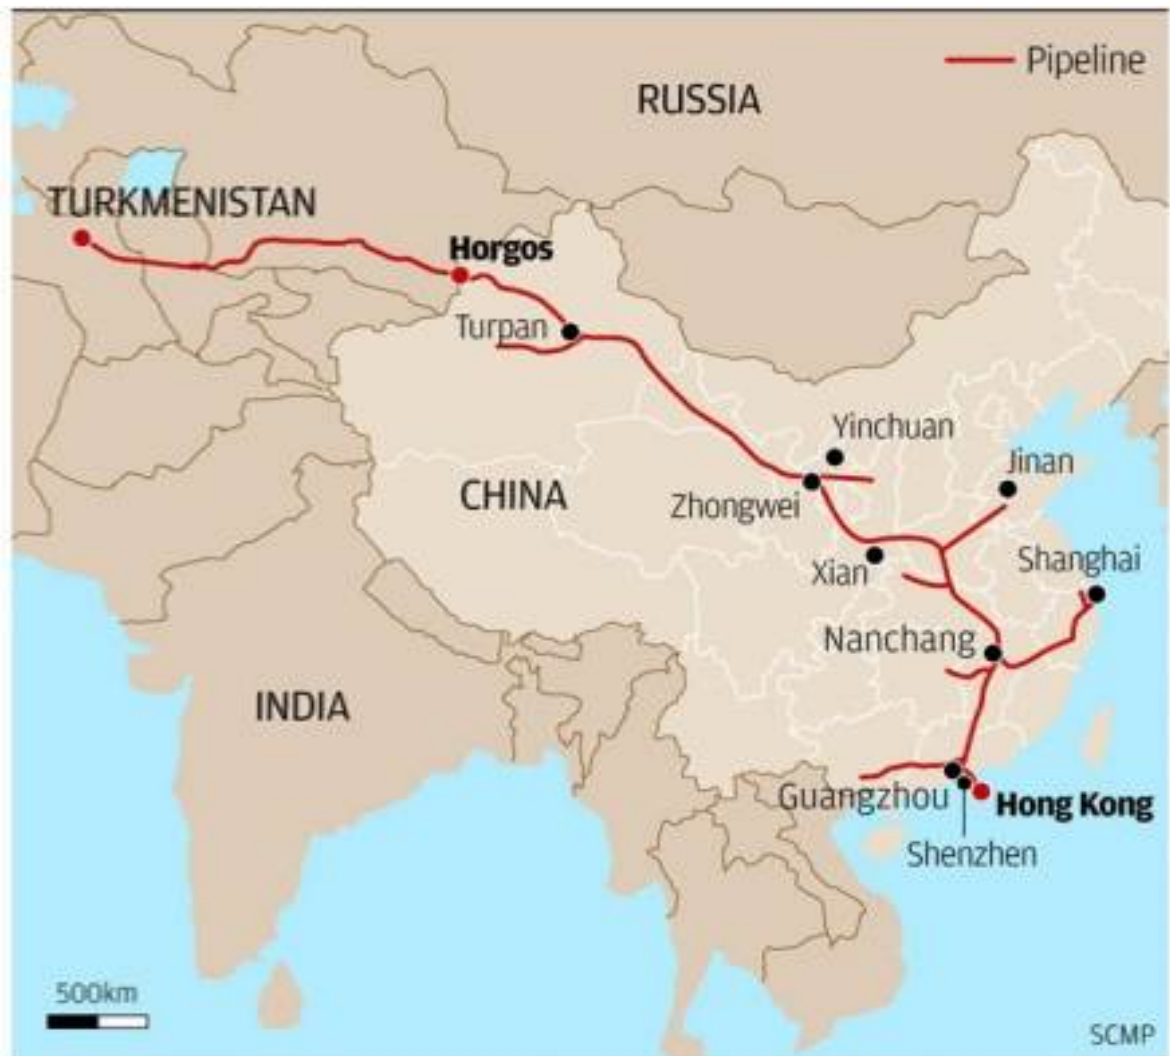 Pipeline
RUSSIA
TURKMENISTAN
Horgos
Turpan
Yinchuan
Jinan
CHINA
Zhongwei
Shanghai
Xian
Nanchang
INDIA
Guangzhou
Hong Kong
Shenzhen
500km
SCMP